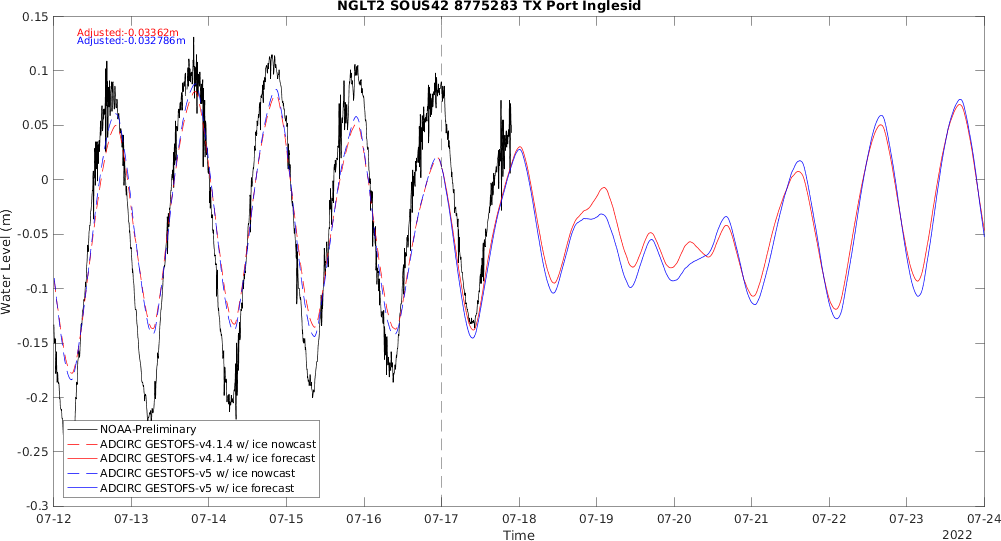 NGLT2 SOUS42 8775283 TX Port Inglesid
Adjusted:-0.03362m
Adjusted:-0.032786m
0.15
0.1
0.05
0
-0.05
-0.1
-0.15
-0.2
-0.25
-0.3
Water Level (m)
NOAA-Preliminary
ADCIRC GESTOFS-v4.1.4 w/ ice nowcast
ADCIRC GESTOFS-v4.1.4 w/ ice forecast
ADCIRC GESTOFS-v5 w/ ice nowcast
ADCIRC GESTOFS-v5 w/ ice forecast
07-12 07-13 07-14 07-15 07-16 07-17 07-18 07-19 07-20 07-21 07-22 07-23 07-24
Time
2022